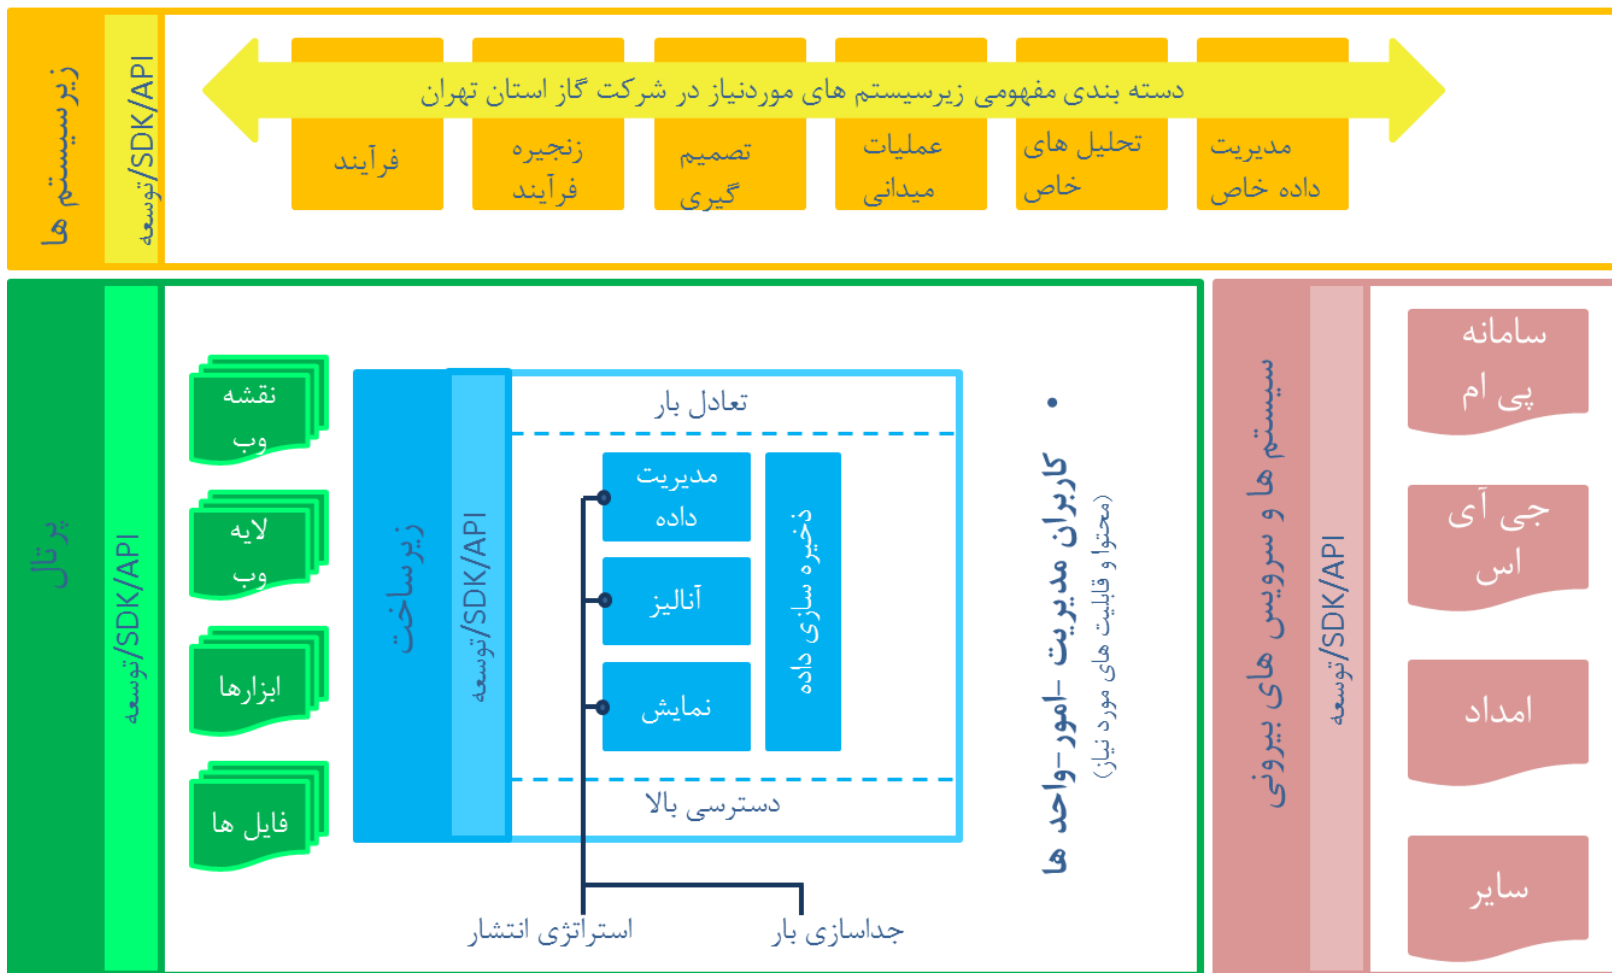 زیرسیستم ها
توسعه/SDK/API
دسته بندی مفهومی زیرسیستم های موردنیاز در شرکت گاز استان تهران
فرآیند
زنجیره
فرآیند
تصمیم
گیری
عملیات
میدانی
تحلیل های
خاص
مدیریت
داده خاص
پرتال
توسعه/SDK/API
نقشه
وب
لایه
وب
ابزارها
فایل ها
زیرساخت
توسعه/SDK/API
تعادل بار
مدیریت
داده
آنالیز
نمایش
ذخیره سازی داده
دسترسی بالا
استراتژی انتشار
جداسازی بار
• کاربران مدیریت -امور-واحد ها
(محتوا و قابلیت های مورد نیاز)
سیستم ها و سرویس های بیرونی
توسعه/SDK/API
سامانه
پی ام
جی آی
اس
امداد
سایر